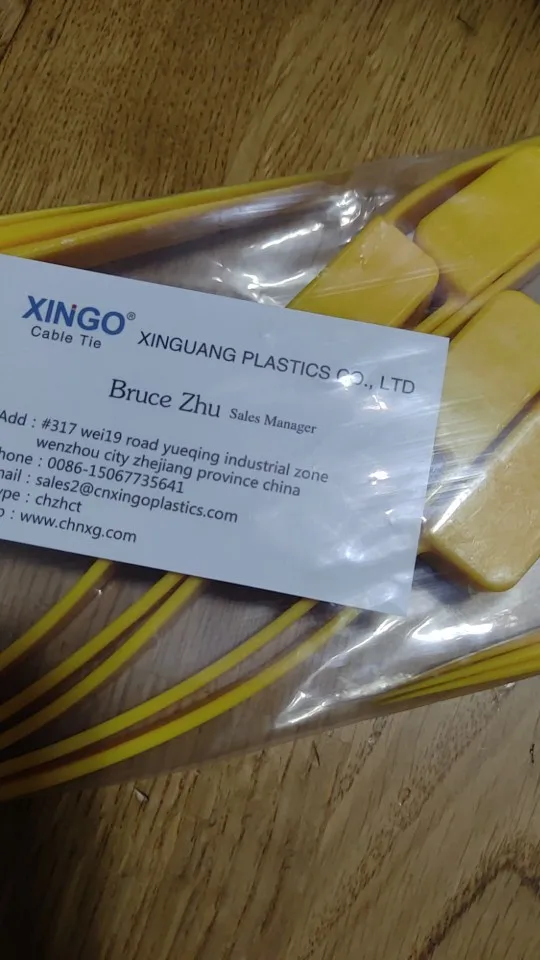 XINGO®
Cable Tie
XINGUANG PLASTICS CO., LTD
Bruce Zhu Sales Manager
Add : #317 wei19 road yueqing industrial zone
wenzhou city zhejiang province china
hone : 0086-15067735641
mail : sales2@cnxingoplastics.com
ype : chzhct
b : www.chnxg.com